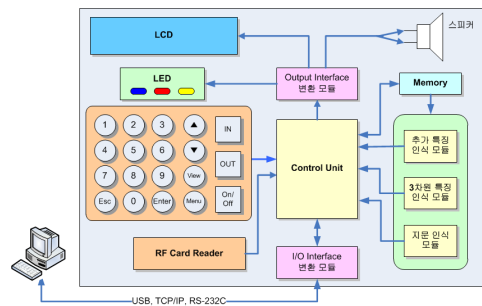 LCD
스피커
LED
Output Interface
변환 모듈
Memory
1 2 3 ▲ IN
4 5 6 ▼ OUT
7 8 9 View
On/
Off
Esc 0 Enter Menu
Control Unit
추가 특징
인식 모듈
3차원 특징
인식 모듈
지문 인식
모듈
RF Card Reader
I/O Interface
변환 모듈
USB, TCP/IP, RS-232C